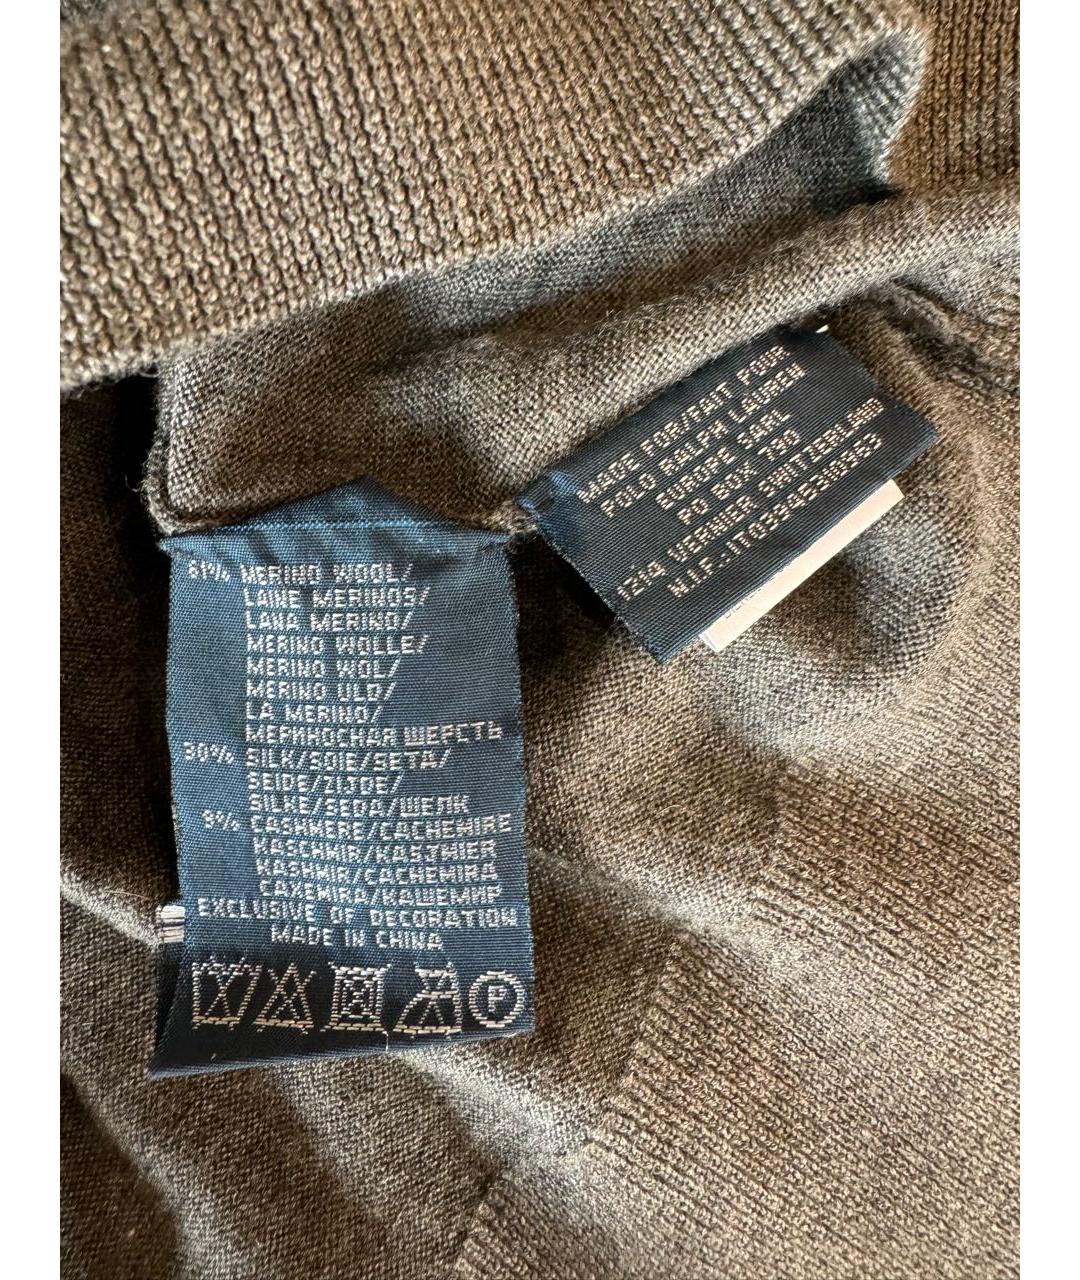 61% MERINO WOOL/
LAINE MERINOS/
LANA MERINO/
MERINO WOLLE/
MERINO WOL/
MERINO ULD/
LA MERINO/
МЕРИНОСНАЯ ШЕРСТЬ
30% SILK/SOIE/SETA/
SEIDE/ZIJDE/
SILKE/SEDA/ШЕЛК
9% CASHMERE/CACHEMIRE
KASCHMIR/KASJMIER
KASHMIR/CACHEMIRA
CAXEMIRA/КАШЕМИР
EXCLUSIVE OF DECORATION
MADE IN CHINA
P
MADE FOR/FAIT POUR
POLO RALPH LAUREN
EUROPE SARL
PO BOX 780
1214 VERNIER SWITZERLAND